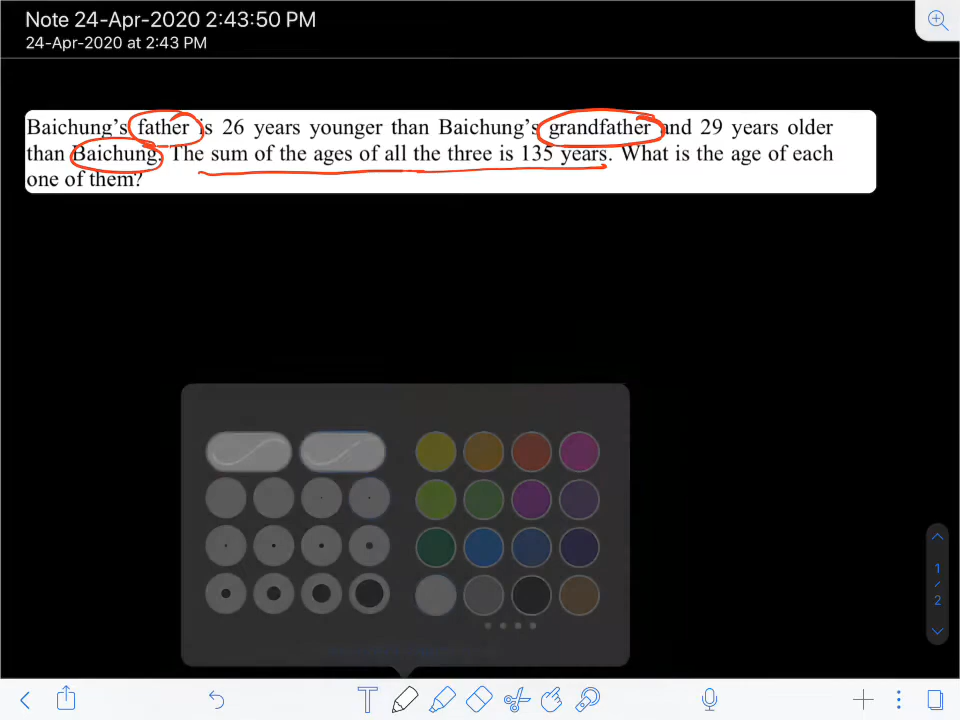 Note 24-Apr-2020 2:43:50 PM
24-Apr-2020 at 2:43 PM
Baichung's father is 26 years younger than Baichung's grandfather and 29 years older
than Baichung. The sum of the ages of all the three is 135 years. What is the age of each
one of them?
1
/
2
T